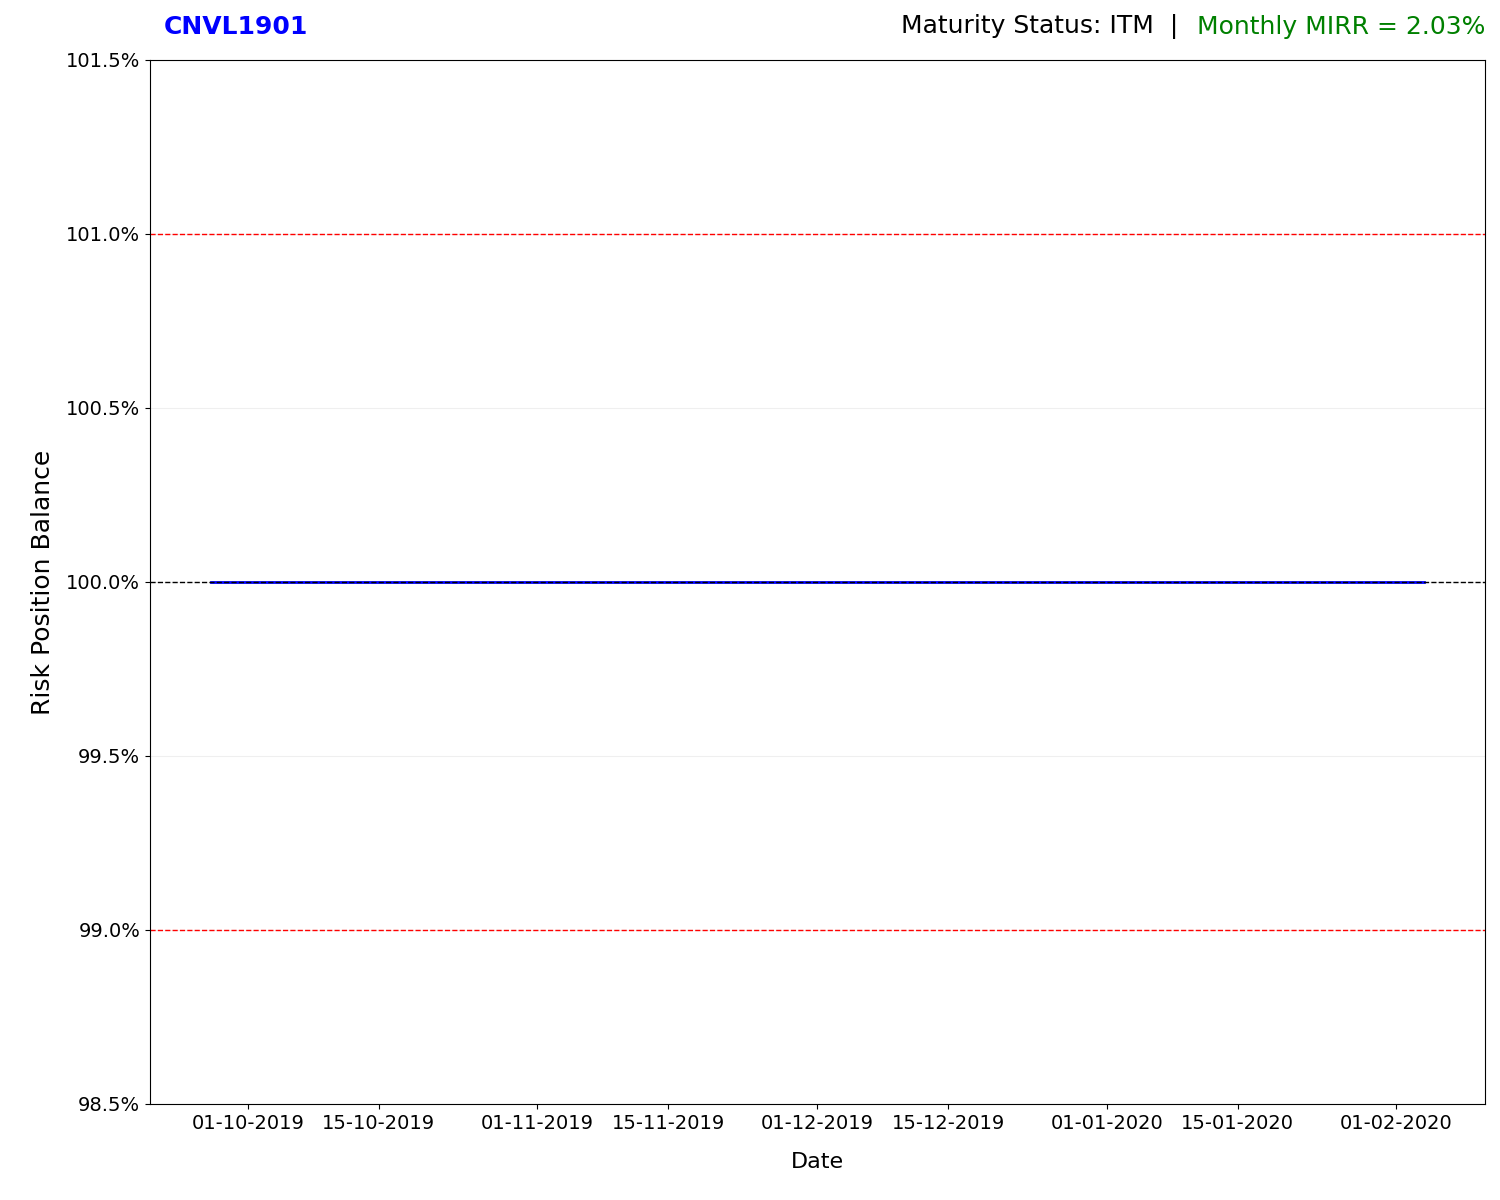 CNVL1901
Maturity Status: ITM | Monthly MIRR = 2.03%
101.5%
101.0%
100.5%
100.0%
99.5%
99.0%
98.5%
Risk Position Balance
01-10-2019 15-10-2019 01-11-2019 15-11-2019 01-12-2019 15-12-2019 01-01-2020 15-01-2020 01-02-2020
Date